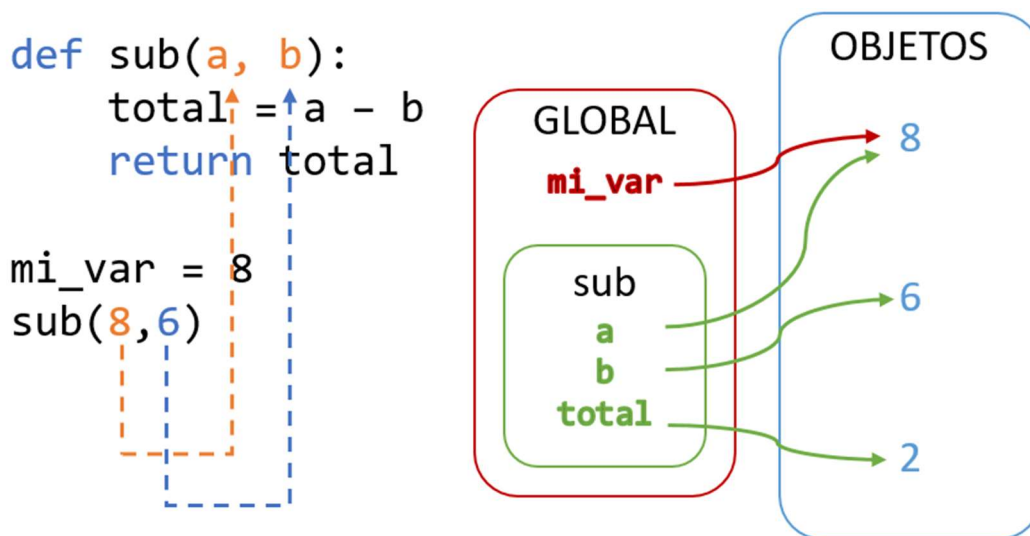 def sub(a, b):
total = a - b
return total
mi_var = 8
sub(8,6)
GLOBAL
mi_var
sub
a
b
total
OBJETOS
8
6
2